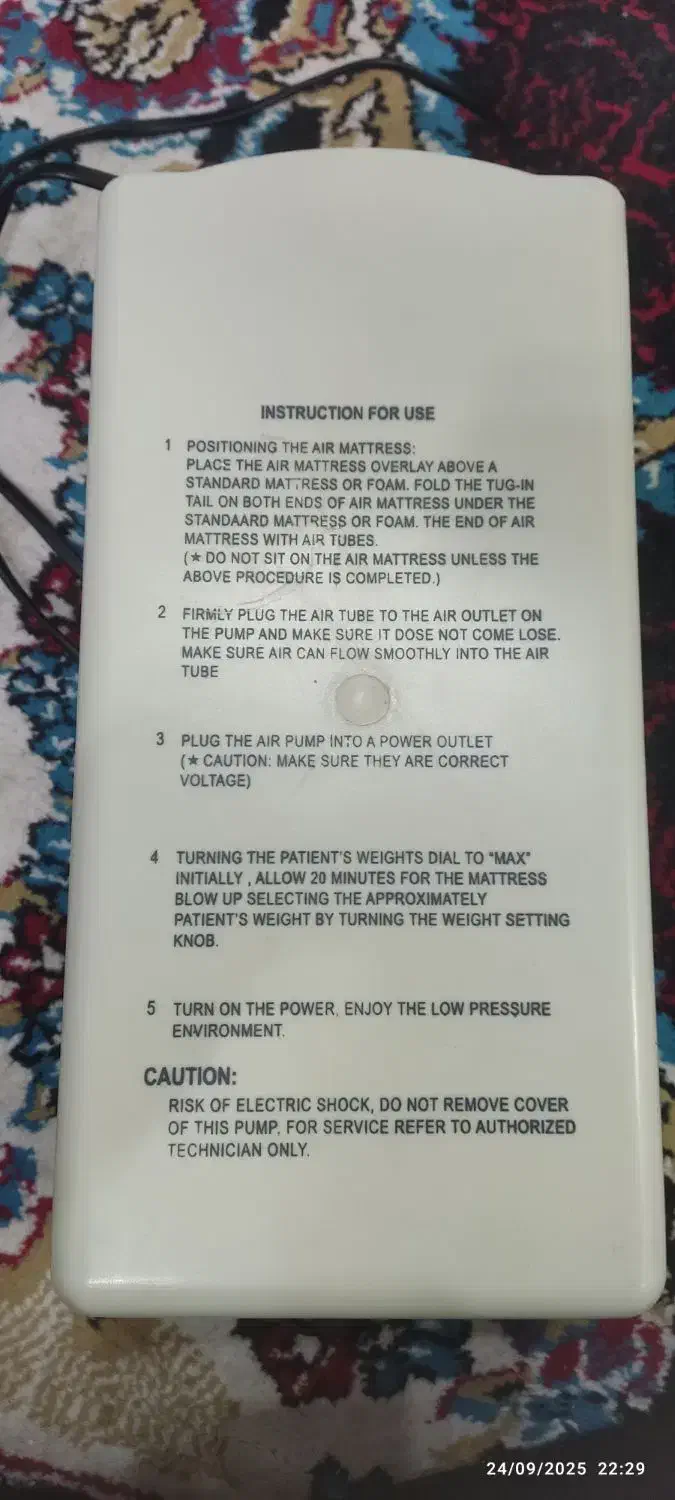 INSTRUCTION FOR USE
1 POSITIONING THE AIR MATTRESS:
PLACE THE AIR MATTRESS OVERLAY ABOVE A
STANDARD MATTRESS OR FOAM. FOLD THE TUG-IN
TAIL ON BOTH ENDS OF AIR MATTRESS UNDER THE
STANDAARD MATTRESS OR FOAM. THE END OF AIR
MATTRESS WITH AIR TUBES.
(★ DO NOT SIT ON THE AIR MATTRESS UNLESS THE
ABOVE PROCEDURE IS COMPLETED.)
2 FIRMLY PLUG THE AIR TUBE TO THE AIR OUTLET ON
THE PUMP AND MAKE SURE IT DOSE NOT COME LOSE.
MAKE SURE AIR CAN FLOW SMOOTHLY INTO THE AIR
TUBE
3 PLUG THE AIR PUMP INTO A POWER OUTLET
(★ CAUTION: MAKE SURE THEY ARE CORRECT
VOLTAGE)
4 TURNING THE PATIENT'S WEIGHTS DIAL TO "MAX"
INITIALLY , ALLOW 20 MINUTES FOR THE MATTRESS
BLOW UP SELECTING THE APPROXIMATELY
PATIENT'S WEIGHT BY TURNING THE WEIGHT SETTING
KNOB.
5 TURN ON THE POWER, ENJOY THE LOW PRESSURE
ENVIRONMENT.
CAUTION:
RISK OF ELECTRIC SHOCK, DO NOT REMOVE COVER
OF THIS PUMP. FOR SERVICE REFER TO AUTHORIZED
TECHNICIAN ONLY.
24/09/2025 22:29